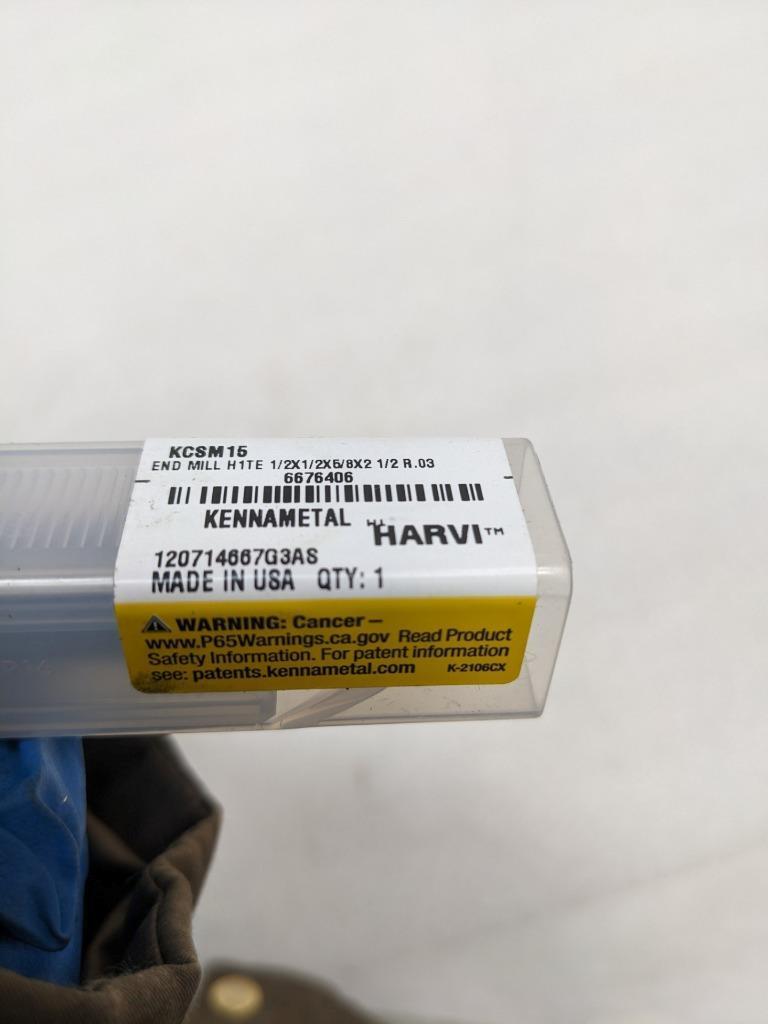 KCSM15
END MILL H1TE 1/2X1/2X5/8X2 1/2 R.03
6676406
KENNAMETAL HARVI™
120714667G3AS
MADE IN USA QTY: 1
⚠ WARNING: Cancer –
www.P65Warnings.ca.gov Read Product
Safety Information. For patent information
see: patents.kennametal.com K-2106CX